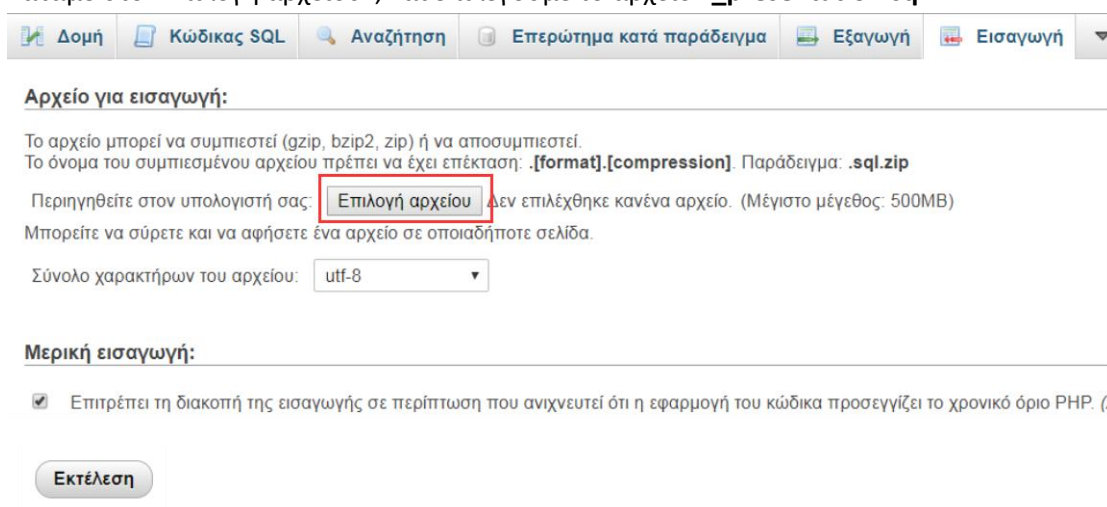 Δομή Κώδικας SQL Αναζήτηση Επερώτημα κατά παράδειγμα Εξαγωγή Εισαγωγή
Αρχείο για εισαγωγή:
Το αρχείο μπορεί να συμπιεστεί (gzip, bzip2, zip) ή να αποσυμπιεστεί.
Το όνομα του συμπιεσμένου αρχείου πρέπει να έχει επέκταση: .[format].[compression]. Παράδειγμα: .sql.zip
Περιηγηθείτε στον υπολογιστή σας: Επιλογή αρχείου Δεν επιλέχθηκε κανένα αρχείο. (Μέγιστο μέγεθος: 500MB)
Μπορείτε να σύρετε και να αφήσετε ένα αρχείο σε οποιαδήποτε σελίδα.
Σύνολο χαρακτήρων του αρχείου: utf-8
Μερική εισαγωγή:
Επιτρέπει τη διακοπή της εισαγωγής σε περίπτωση που ανιχνευτεί ότι η εφαρμογή του κώδικα προσεγγίζει το χρονικό όριο PHP.
Εκτέλεση